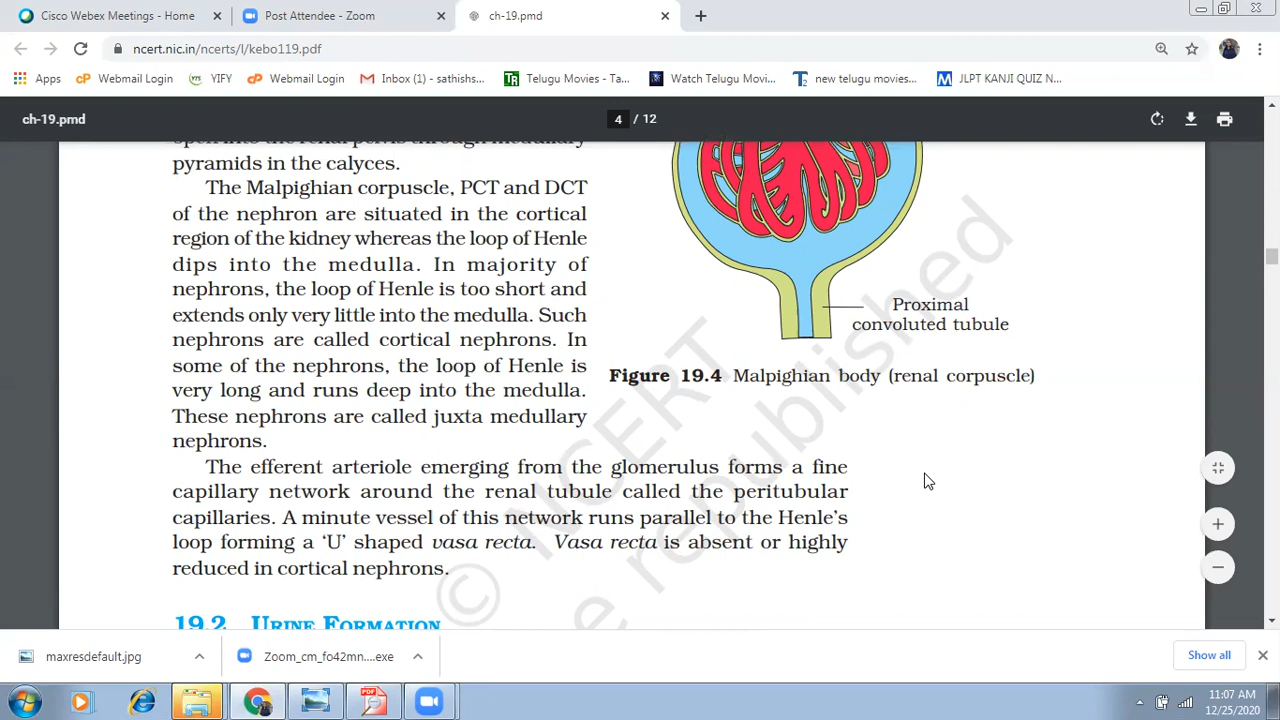 Cisco Webex Meetings - Home
Post Attendee - Zoom
ch-19.pmd
ncert.nic.in/ncerts/l/kebo119.pdf
Apps
Webmail Login
YIFY
Webmail Login
Inbox (1) - sathishs...
Telugu Movies - Ta...
Watch Telugu Movi...
new telugu movies...
JLPT KANJI QUIZ N...
ch-19.pmd
4 / 12
open into the renal pelvis through medullary
pyramids in the calyces.
The Malpighian corpuscle, PCT and DCT
of the nephron are situated in the cortical
region of the kidney whereas the loop of Henle
dips into the medulla. In majority of
nephrons, the loop of Henle is too short and
extends only very little into the medulla. Such
nephrons are called cortical nephrons. In
some of the nephrons, the loop of Henle is
very long and runs deep into the medulla.
These nephrons are called juxta medullary
nephrons.
Proximal
convoluted tubule
Figure 19.4 Malpighian body (renal corpuscle)
The efferent arteriole emerging from the glomerulus forms a fine
capillary network around the renal tubule called the peritubular
capillaries. A minute vessel of this network runs parallel to the Henle's
loop forming a ‘U’ shaped vasa recta. Vasa recta is absent or highly
reduced in cortical nephrons.
19.2 URINE FORMATION
© NCERT
e republished
maxresdefault.jpg
Zoom_cm_fo42mn....exe
Show all
11:07 AM
12/25/2020